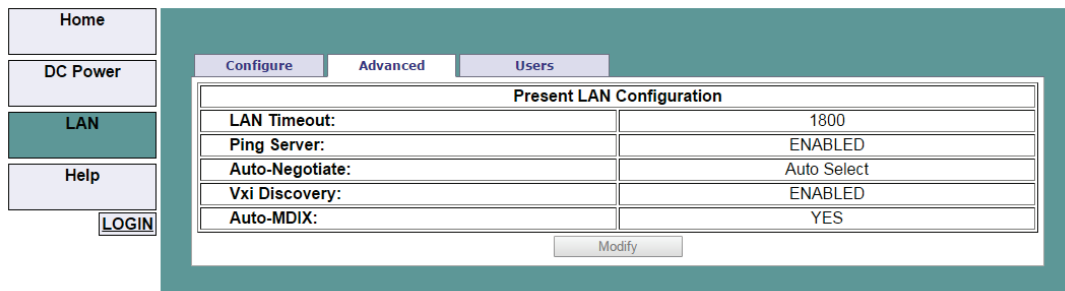 Home
DC Power
LAN
Help
LOGIN
Configure Advanced Users
Present LAN Configuration
LAN Timeout: 1800
Ping Server: ENABLED
Auto-Negotiate: Auto Select
Vxi Discovery: ENABLED
Auto-MDIX: YES
Modify